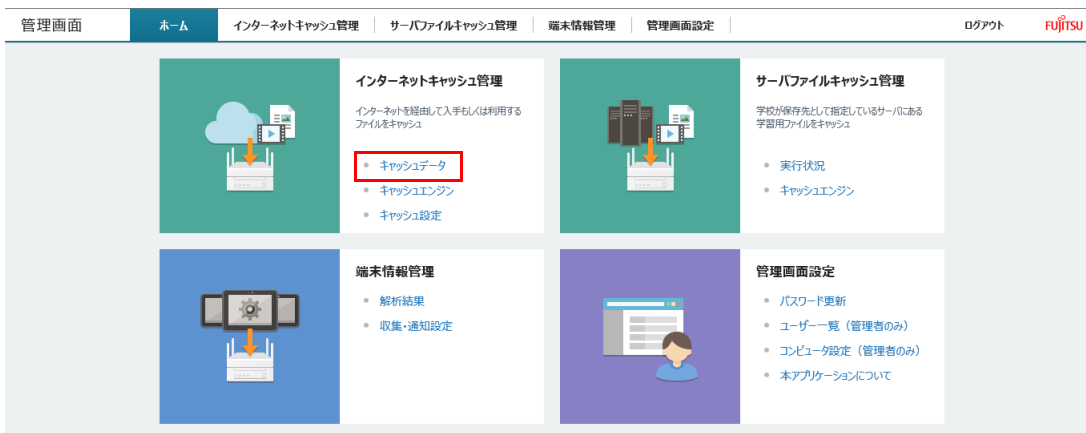 管理画面
ホーム
インターネットキャッシュ管理
サーバファイルキャッシュ管理
端末情報管理
管理画面設定
ログアウト
FUJITSU
インターネットキャッシュ管理
インターネットを経由して入手もしくは利用する
ファイルをキャッシュ
キャッシュデータ
キャッシュエンジン
キャッシュ設定
サーバファイルキャッシュ管理
学校が保存先として指定しているサーバにある
学習用ファイルをキャッシュ
実行状況
キャッシュエンジン
端末情報管理
解析結果
収集・通知設定
管理画面設定
パスワード更新
ユーザー一覧（管理者のみ）
コンピュータ設定（管理者のみ）
本アプリケーションについて